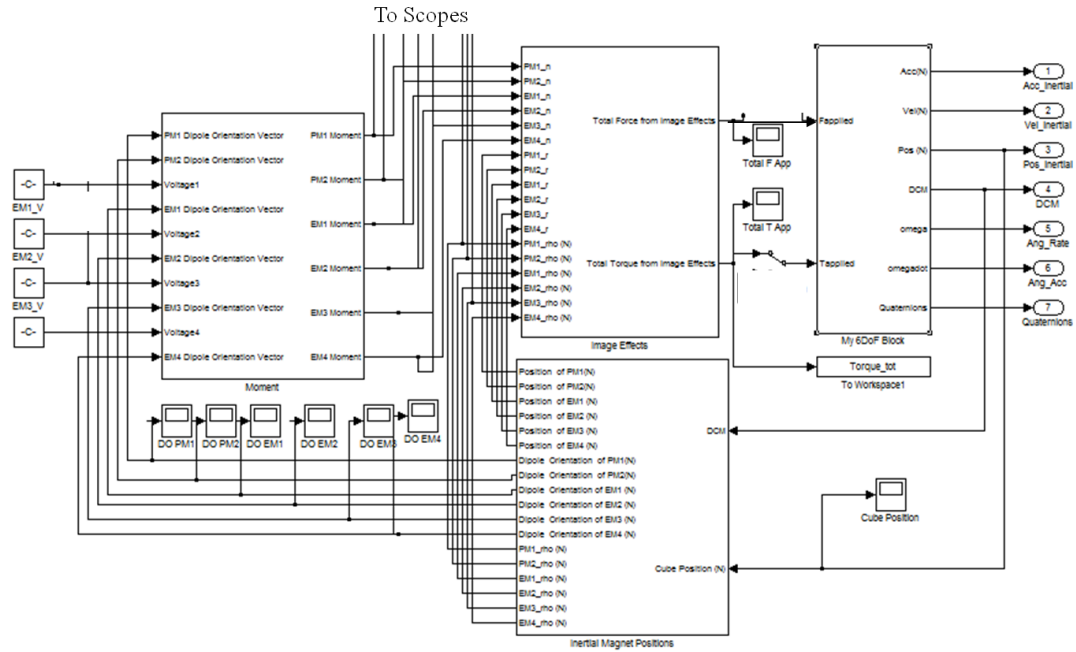 To Scopes
-C-
EM1_V
-C-
EM2_V
-C-
EM3_V
-C-
PM1 Dipole Orientation Vector
PM2 Dipole Orientation Vector
Voltage1
EM1 Dipole Orientation Vector
Voltage2
EM2 Dipole Orientation Vector
Voltage3
EM3 Dipole Orientation Vector
Voltage4
EM4 Dipole Orientation Vector
PM1 Moment
PM2 Moment
EM1 Moment
EM2 Moment
EM3 Moment
EM4 Moment
Moment
PM1_n
PM2_n
EM1_n
EM2_n
EM3_n
EM4_n
PM1_r
PM2_r
EM1_r
EM2_r
EM3_r
EM4_r
PM1_rho (N)
PM2_rho (N)
EM1_rho (N)
EM2_rho (N)
EM3_rho (N)
EM4_rho (N)
Total Force from Image Effects
Total Torque from Image Effects
Image Effects
Total F App
Total T App
Fapplied
Tapplied
Acc(N)
Vel(N)
Pos (N)
DCM
omega
omegadot
Quaternions
My 6DoF Block
1
Acc_Inertial
2
Vel_Inertial
3
Pos_Inertial
4
DCM
5
Ang_Rate
6
Ang_Acc
7
Quaternions
Torque_tot
To Workspace1
DO PM1
DO PM2
DO EM1
DO EM2
DO EM3
DO EM4
Position of PM1(N)
Position of PM2(N)
Position of EM1 (N)
Position of EM2 (N)
Position of EM3 (N)
Position of EM4 (N)
Dipole Orientation of PM1(N)
Dipole Orientation of PM2(N)
Dipole Orientation of EM1 (N)
Dipole Orientation of EM2 (N)
Dipole Orientation of EM3 (N)
Dipole Orientation of EM4 (N)
PM1_rho (N)
PM2_rho (N)
EM1_rho (N)
EM2_rho (N)
EM3_rho (N)
EM4_rho (N)
DCM
Cube Position (N)
Inertial Magnet Positions
Cube Position